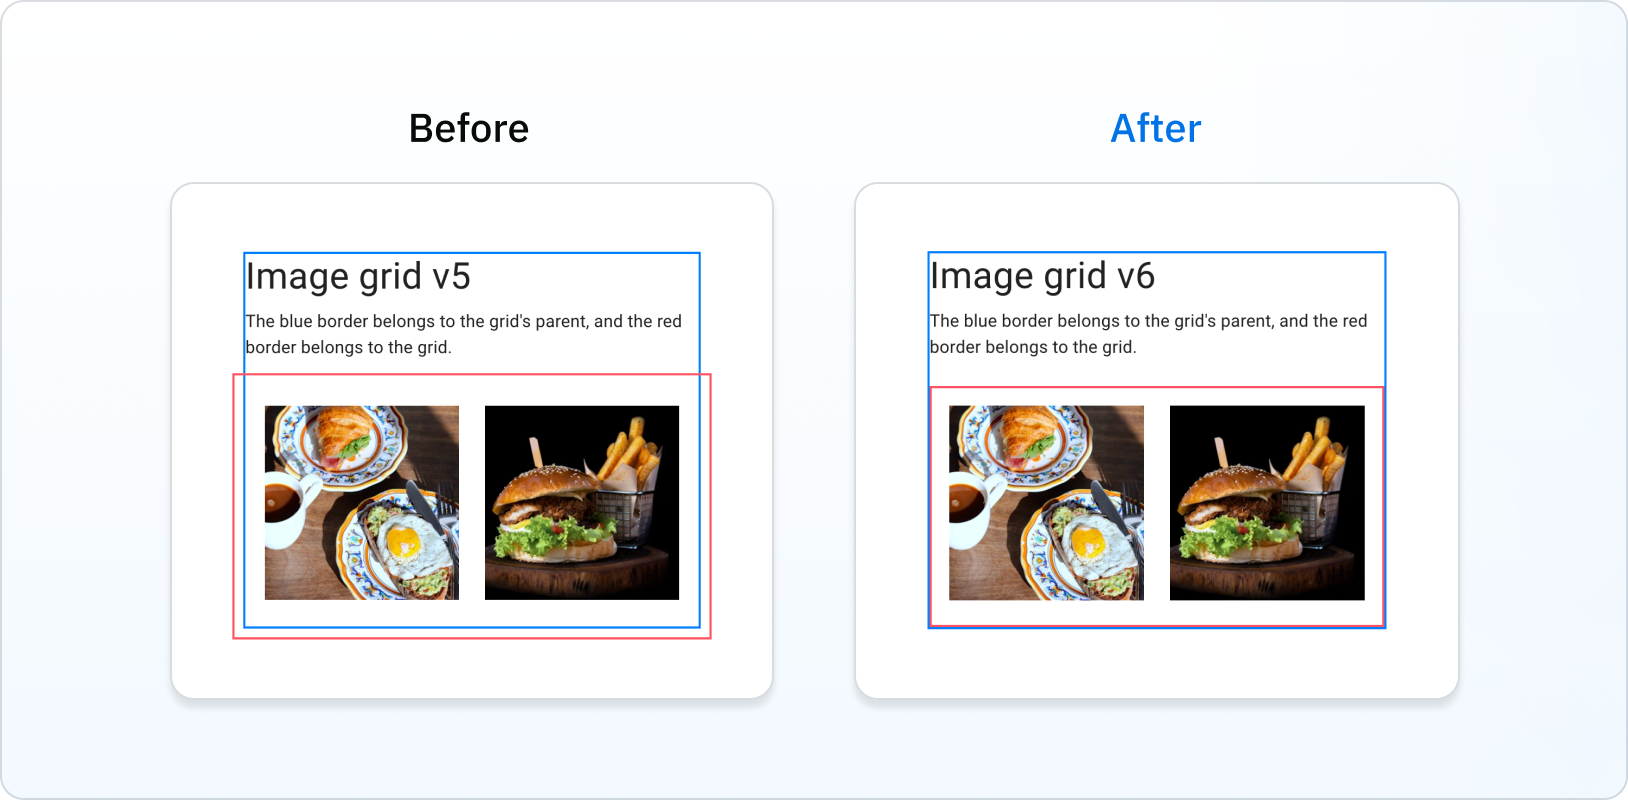 Before
After
Image grid v5
The blue border belongs to the grid's parent, and the red
border belongs to the grid.
Image grid v6
The blue border belongs to the grid's parent, and the red
border belongs to the grid.